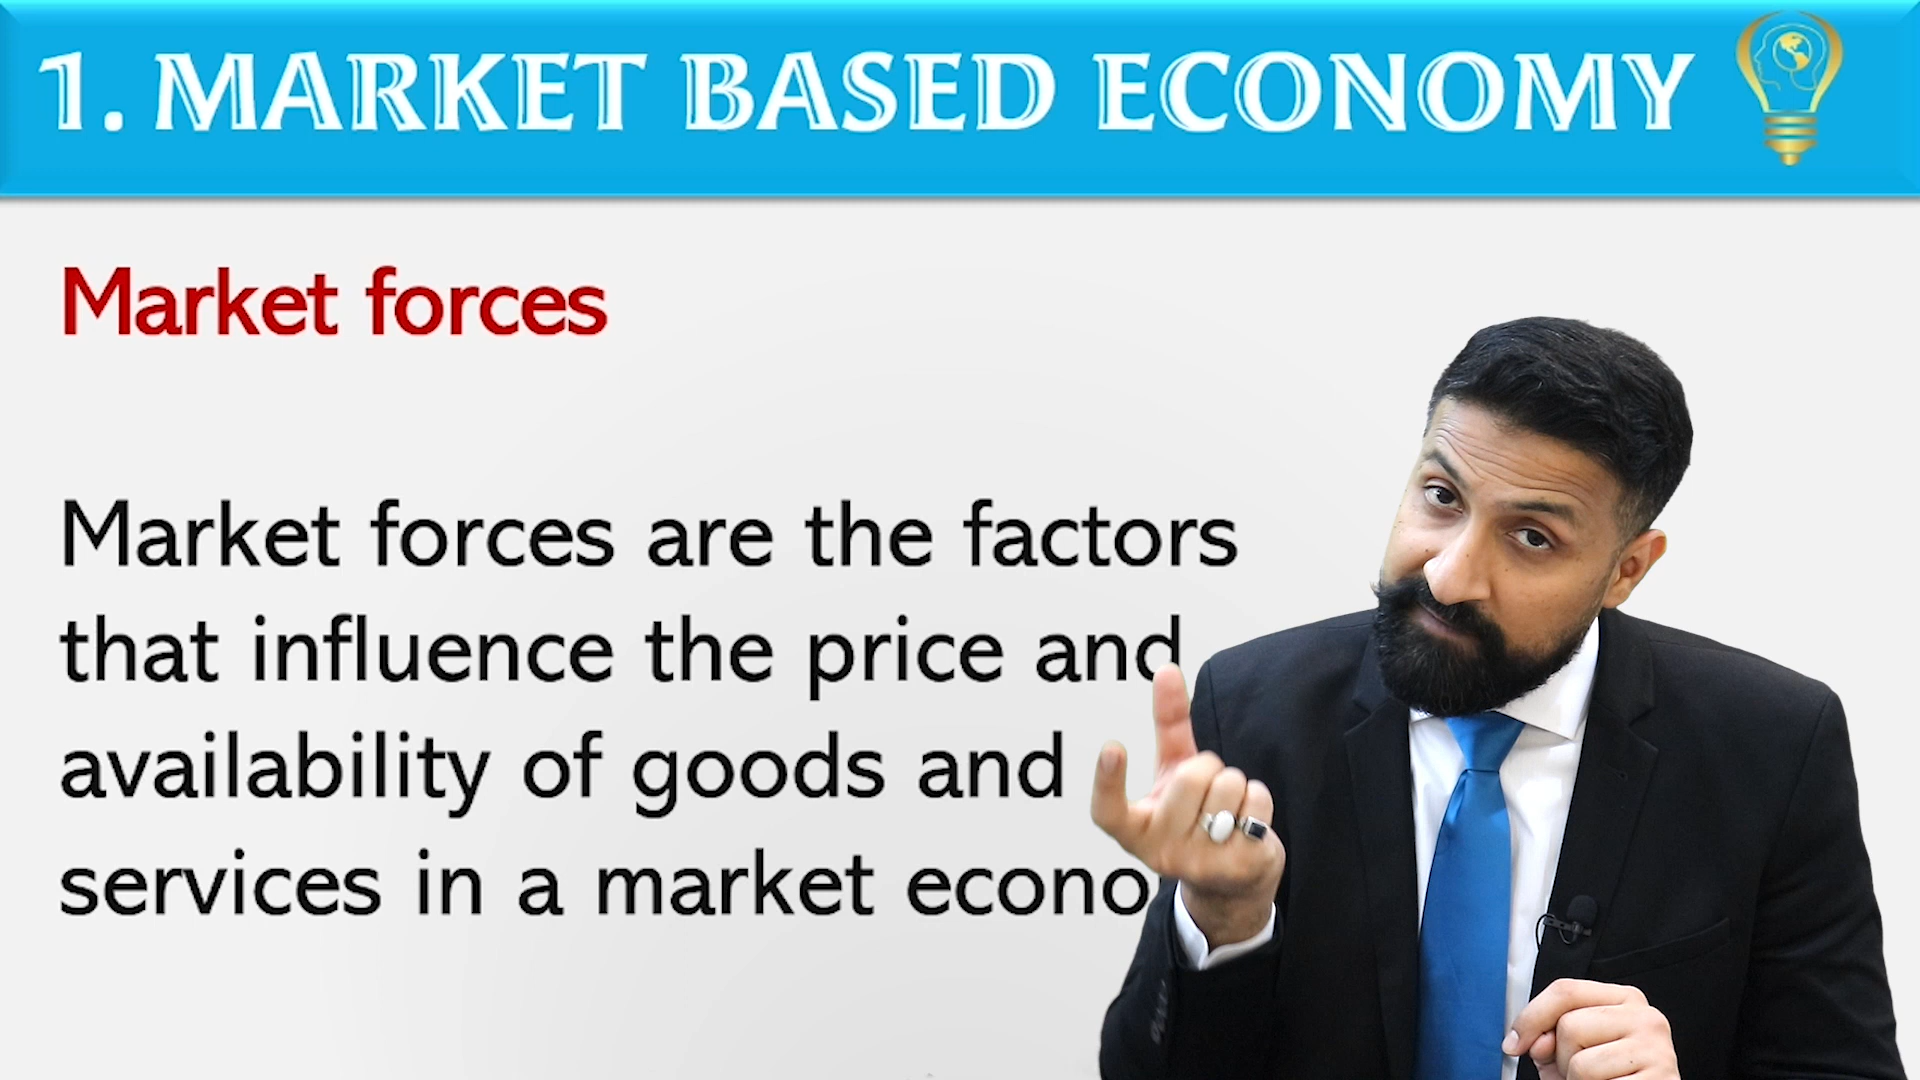 1. MARKET BASED ECONOMY
Market forces
Market forces are the factors
that influence the price and
availability of goods and
services in a market econo